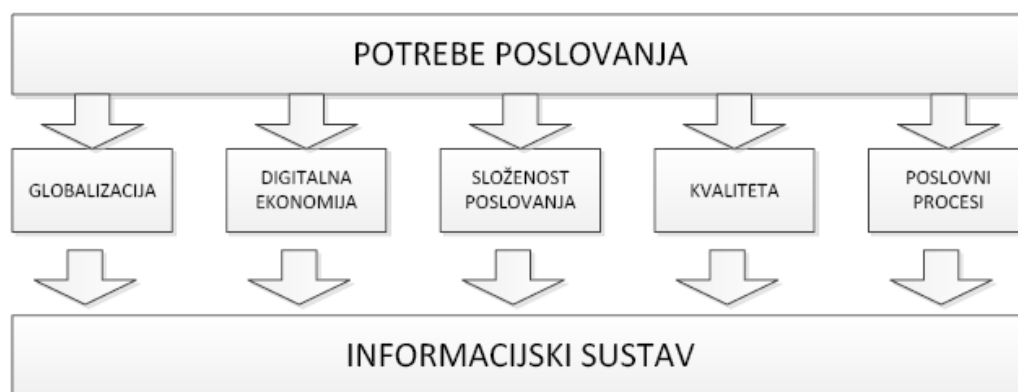 POTREBE POSLOVANJA
GLOBALIZACIJA
DIGITALNA
EKONOMIJA
SLOŽENOST
POSLOVANJA
KVALITETA
POSLOVNI
PROCESI
INFORMACIJSKI SUSTAV